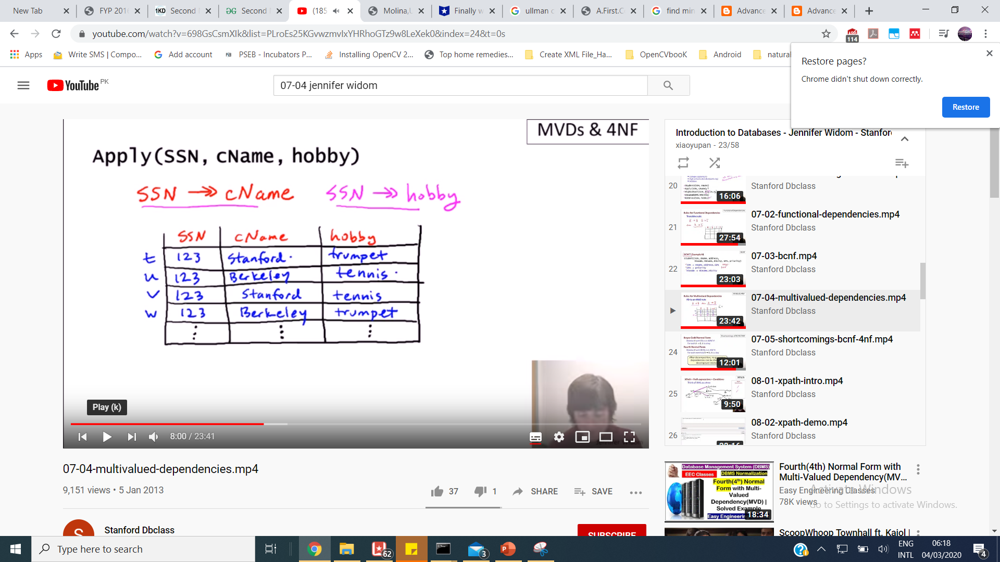 New Tab
FYP 201
1KD Second
GG Second
(185
Molina,U
Finally w
ullman c
A.First.C
find min
Advance
Advance
youtube.com/watch?v=698GsCsmXIk&list=PLroEs25KGvwzmvlxYHRhoGTz9w8LeXek0&index=24&t=0s
114
Apps
Write SMS | Compo...
Add account
PSEB - Incubators P...
Installing OpenCV 2...
Top home remedies...
Create XML File_Ha...
OpenCVbooK
Android
natural
Restore pages?
Chrome didn't shut down correctly.
Restore
YouTube PK
07-04 jennifer widom
MVDs & 4NF
Apply(SSN, cName, hobby)
SSN ↠ cName SSN ↠ hobby
SSN cName hobby
t 123 Stanford. trumpet
u 123 Berkeley tennis.
v 123 Stanford tennis
w 123 Berkeley trumpet
Play (k)
8:00 / 23:41
Introduction to Databases - Jennifer Widom - Stanfor
xiaoyupan - 23/58
20 16:06 Stanford Dbclass
07-02-functional-dependencies.mp4
21 27:54 Stanford Dbclass
07-03-bcnf.mp4
22 23:03 Stanford Dbclass
07-04-multivalued-dependencies.mp4
23:42 Stanford Dbclass
07-05-shortcomings-bcnf-4nf.mp4
24 12:01 Stanford Dbclass
08-01-xpath-intro.mp4
25 9:50 Stanford Dbclass
08-02-xpath-demo.mp4
26 Stanford Dbclass
07-04-multivalued-dependencies.mp4
9,151 views • 5 Jan 2013
37 1 SHARE SAVE
Stanford Dbclass
SUBSCRIBE
Database Management System (DBMS)
EEC Classes DBMS Normalization
Fourth(4th) Normal
Form with Multi-
Valued
Dependency(MVD) |
Solved Example
Easy Engineering
18:34
Fourth(4th) Normal Form with
Multi-Valued Dependency(MV...
Easy Engineering Classes
78K views
Activate Windows
Go to Settings to activate Windows.
ScoopWhoop Townhall ft. Kajol |
Type here to search
62
3
ENG
INTL
06:18
04/03/2020
4